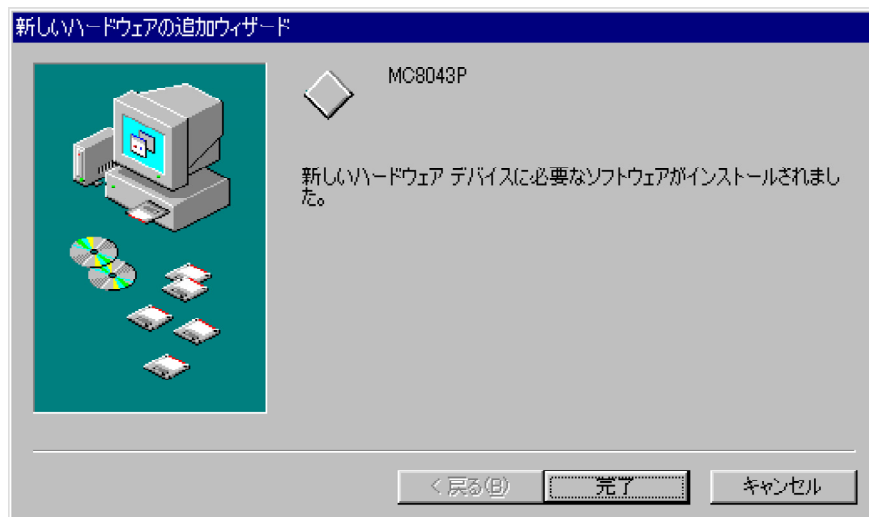 新しいハードウェアの追加ウィザード
MC8043P
新しいハードウェア デバイスに必要なソフトウェアがインストールされまし
た。
< 戻る(B)
完了
キャンセル